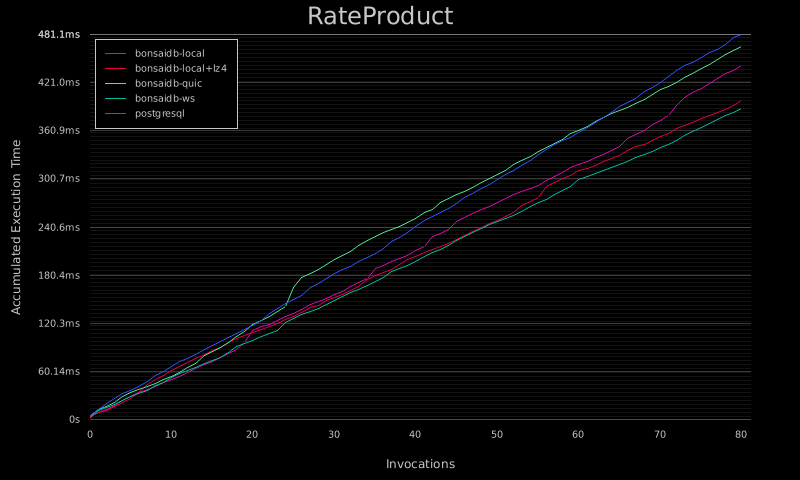 RateProduct
481.1ms
421.0ms
360.9ms
300.7ms
240.6ms
180.4ms
120.3ms
60.14ms
0s
bonsaidb-local
bonsaidb-local+lz4
bonsaidb-quic
bonsaidb-ws
postgresql
Accumulated Execution Time
0 10 20 30 40 50 60 70 80
Invocations